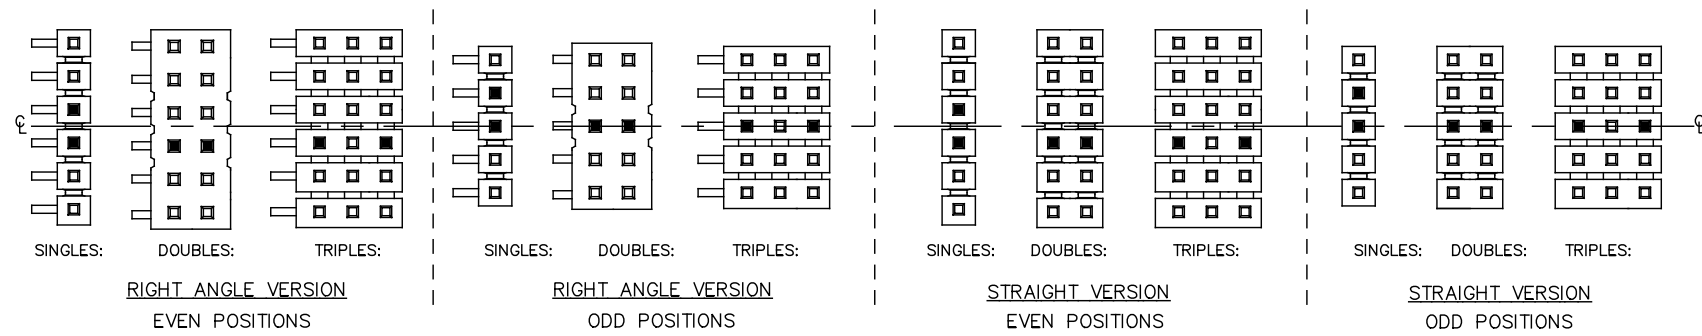 ℄ ℄
SINGLES: DOUBLES: TRIPLES: SINGLES: DOUBLES: TRIPLES: SINGLES: DOUBLES: TRIPLES: SINGLES: DOUBLES: TRIPLES:
RIGHT ANGLE VERSION RIGHT ANGLE VERSION STRAIGHT VERSION STRAIGHT VERSION
EVEN POSITIONS ODD POSITIONS EVEN POSITIONS ODD POSITIONS